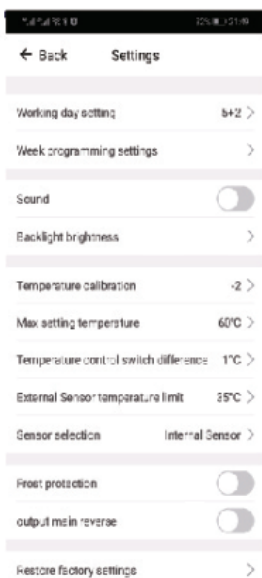 ← Back Settings
Working day setting 5+2 >
Week programming settings >
Sound
Backlight brightness >
Temperature calibration -2 >
Max setting temperature 60°C >
Temperature control switch difference 1°C >
External Sensor temperature limit 35°C >
Sensor selection Internal Sensor >
Frost protection
output main reverse
Restore factory settings >